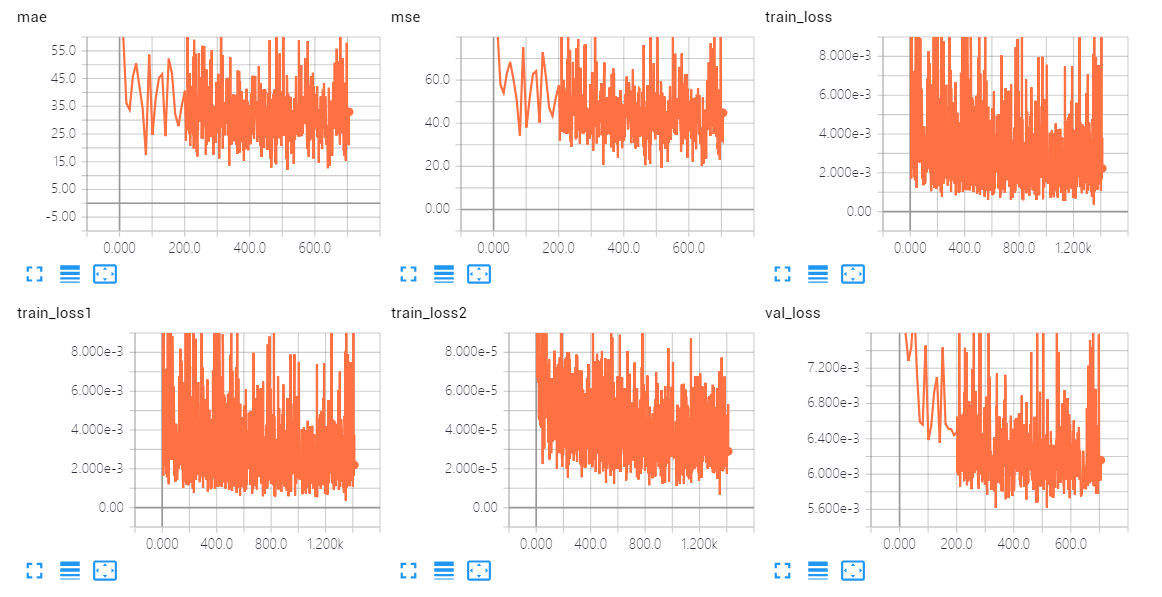 mae
mse
train_loss
55.0
45.0
35.0
25.0
15.0
5.00
-5.00
0.000
200.0
400.0
600.0
60.0
40.0
20.0
0.00
0.000
200.0
400.0
600.0
8.000e-3
6.000e-3
4.000e-3
2.000e-3
0.00
0.000
400.0
800.0
1.200k
train_loss1
train_loss2
val_loss
8.000e-3
6.000e-3
4.000e-3
2.000e-3
0.00
0.000
400.0
800.0
1.200k
8.000e-5
6.000e-5
4.000e-5
2.000e-5
0.00
0.000
400.0
800.0
1.200k
7.200e-3
6.800e-3
6.400e-3
6.000e-3
5.600e-3
0.000
200.0
400.0
600.0